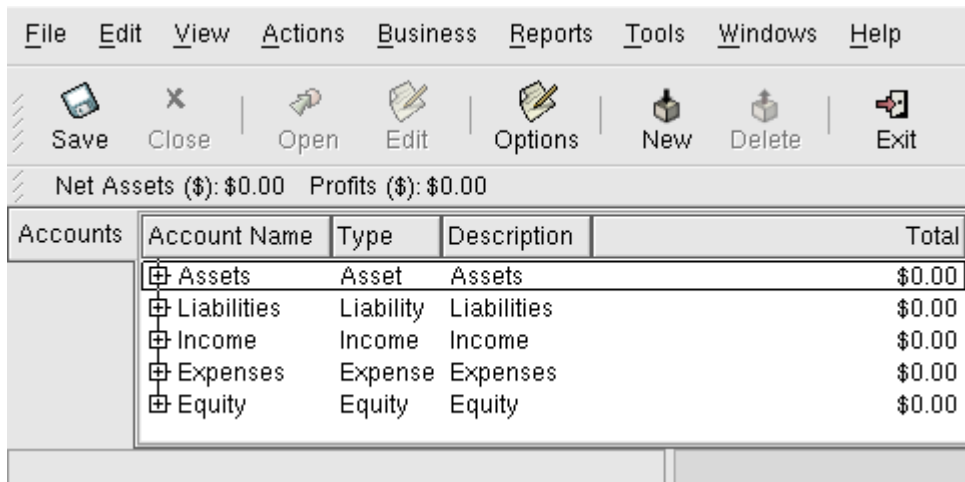 File Edit View Actions Business Reports Tools Windows Help
Save Close Open Edit Options New Delete Exit
Net Assets ($): $0.00 Profits ($): $0.00
Accounts Account Name Type Description Total
Assets Asset Assets $0.00
Liabilities Liability Liabilities $0.00
Income Income Income $0.00
Expenses Expense Expenses $0.00
Equity Equity Equity $0.00